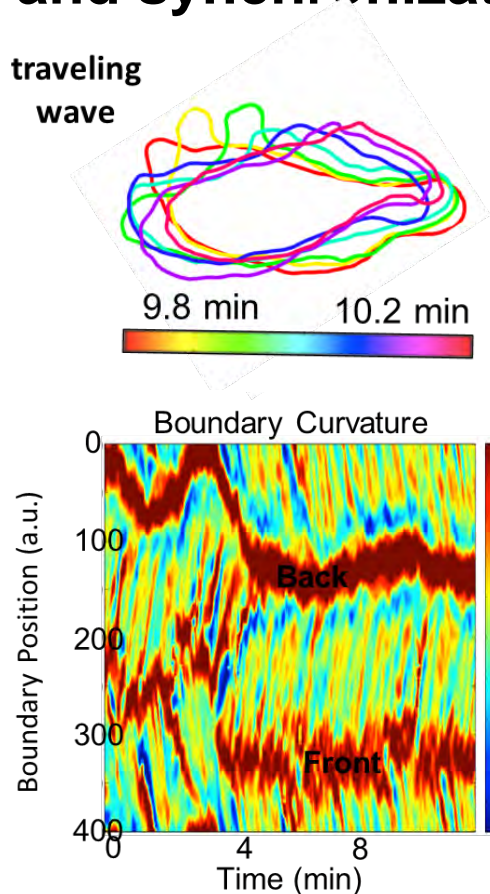 traveling
wave
9.8 min 10.2 min
Boundary Curvature
Boundary Position (a.u.)
0
100
200
300
400
Back
Front
0 4 8
Time (min)